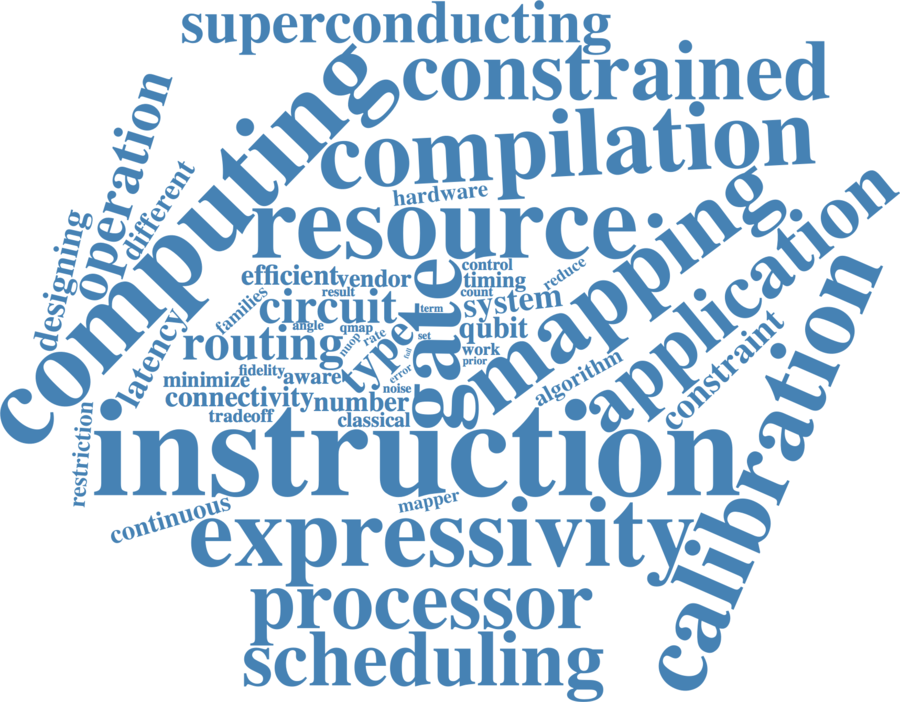 superconducting
constrained
computing
compilation
operation
different
hardware
designing
resource
mapping
application
efficient
vendor
control
timing
reduce
families
result
circuit
gate
term
count
system
angle
qmap
type
set
qubit
latency
routing
nuop
rate
work
prior
error
noise
minimize
fidelity
aware
algorithm
constraint
connectivity
number
tradeoff
classical
restriction
instruction
calibration
continuous
mapper
expressivity
processor
scheduling